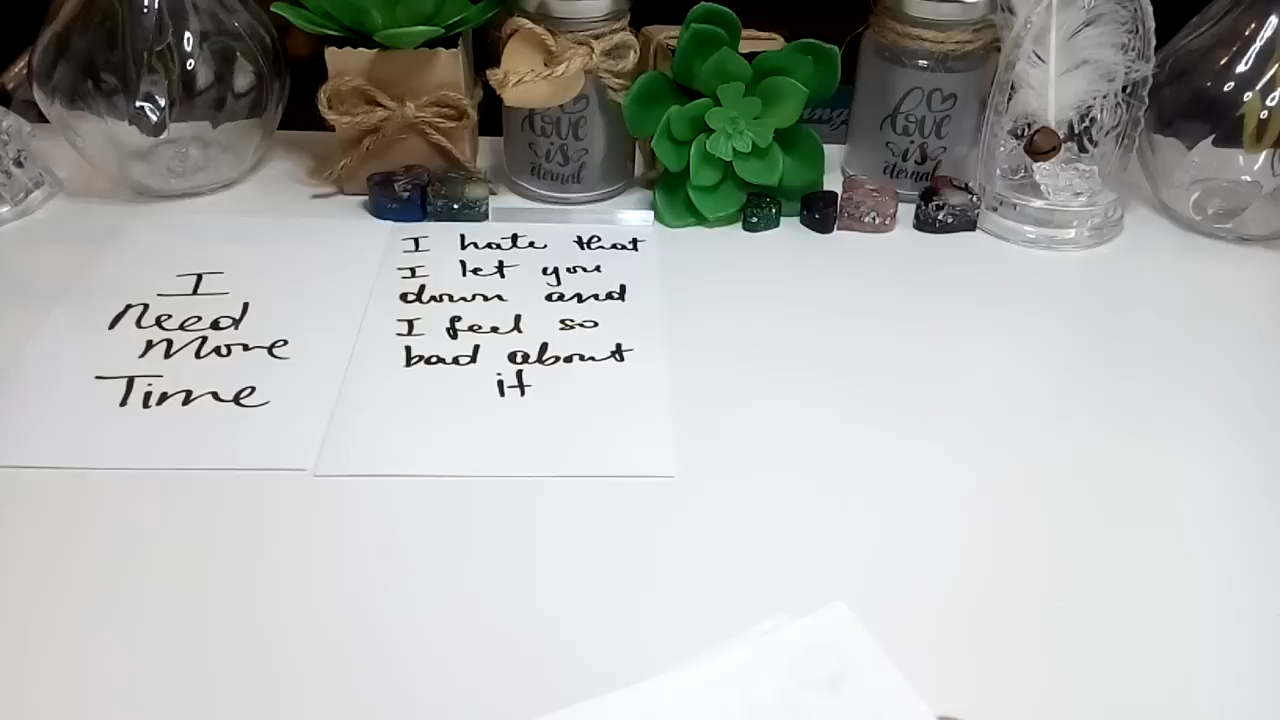 I
Need
More
Time
I hate that
I let you
down and
I feel so
bad about
it
love
is
eternal
love
is
eternal